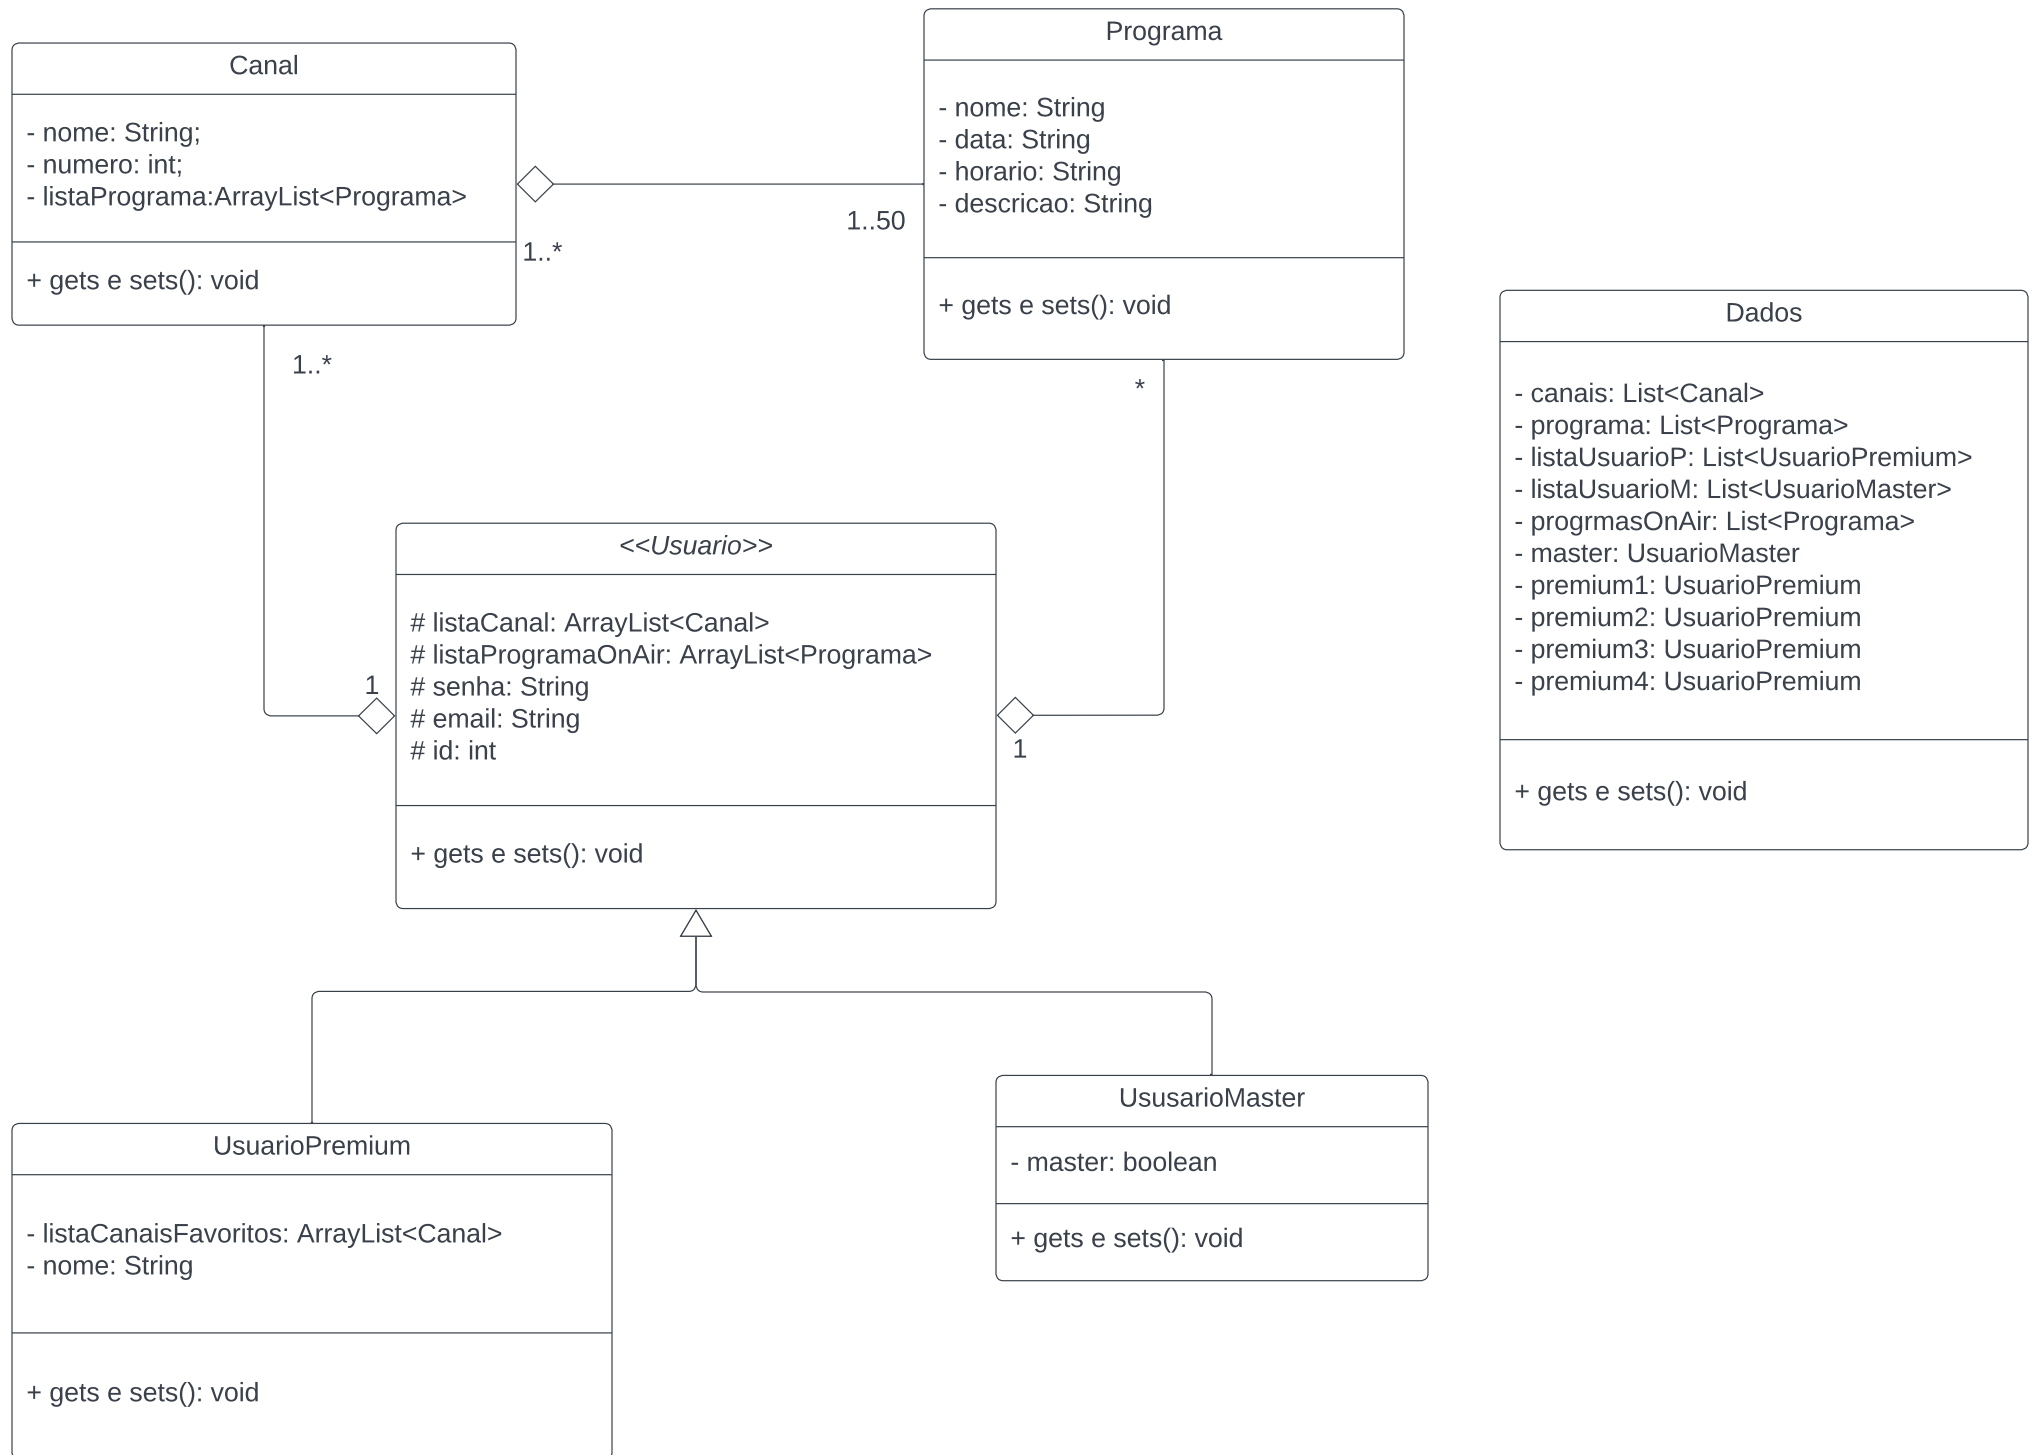 Canal
- nome: String;
- numero: int;
- listaPrograma:ArrayList<Programa>
+ gets e sets(): void
1..*
1..50
Programa
- nome: String
- data: String
- horario: String
- descricao: String
+ gets e sets(): void
1..*
*
Dados
- canais: List<Canal>
- programa: List<Programa>
- listaUsuarioP: List<UsuarioPremium>
- listaUsuarioM: List<UsuarioMaster>
- progrmasOnAir: List<Programa>
- master: UsuarioMaster
- premium1: UsuarioPremium
- premium2: UsuarioPremium
- premium3: UsuarioPremium
- premium4: UsuarioPremium
+ gets e sets(): void
<<Usuario>>
# listaCanal: ArrayList<Canal>
# listaProgramaOnAir: ArrayList<Programa>
# senha: String
# email: String
# id: int
+ gets e sets(): void
1
1
UsuarioPremium
- listaCanaisFavoritos: ArrayList<Canal>
- nome: String
+ gets e sets(): void
UsusarioMaster
- master: boolean
+ gets e sets(): void